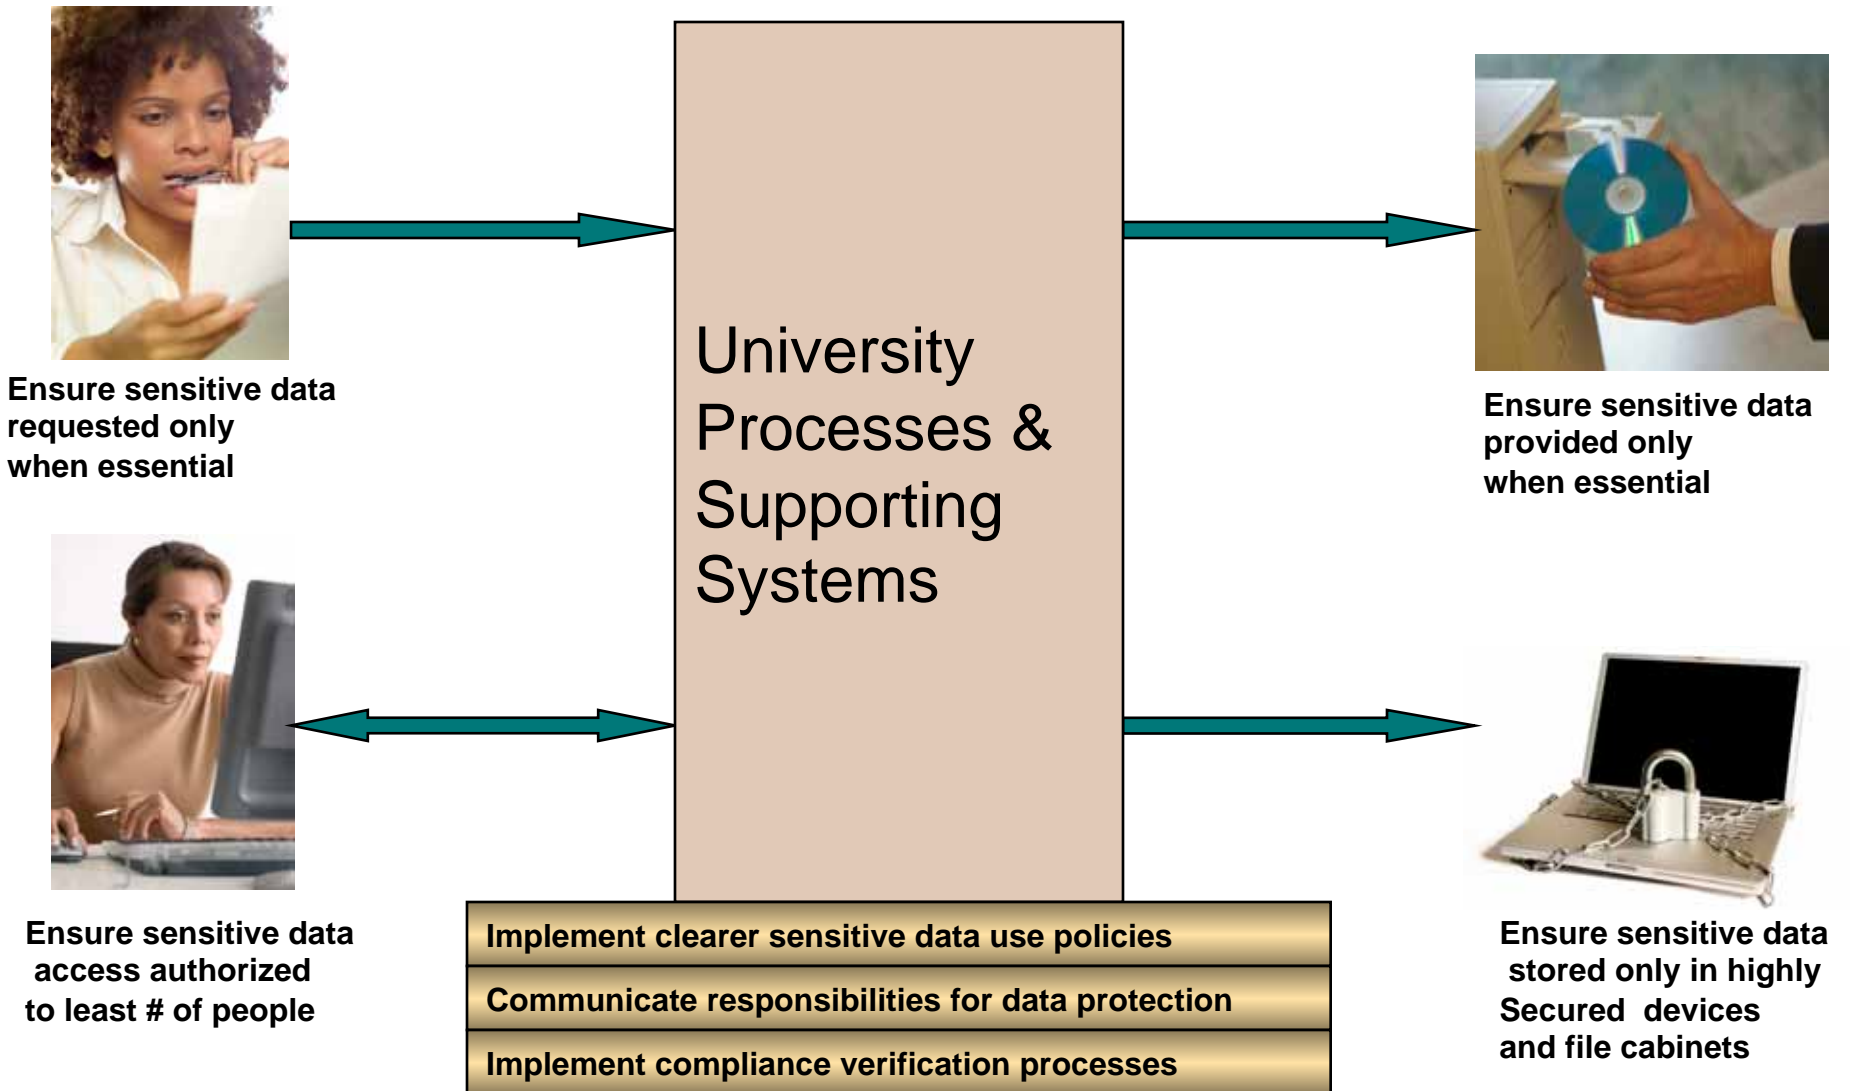 Ensure sensitive data
requested only
when essential
University
Processes &
Supporting
Systems
Ensure sensitive data
provided only
when essential
Ensure sensitive data
access authorized
to least # of people
Implement clearer sensitive data use policies
Communicate responsibilities for data protection
Implement compliance verification processes
Ensure sensitive data
stored only in highly
Secured devices
and file cabinets